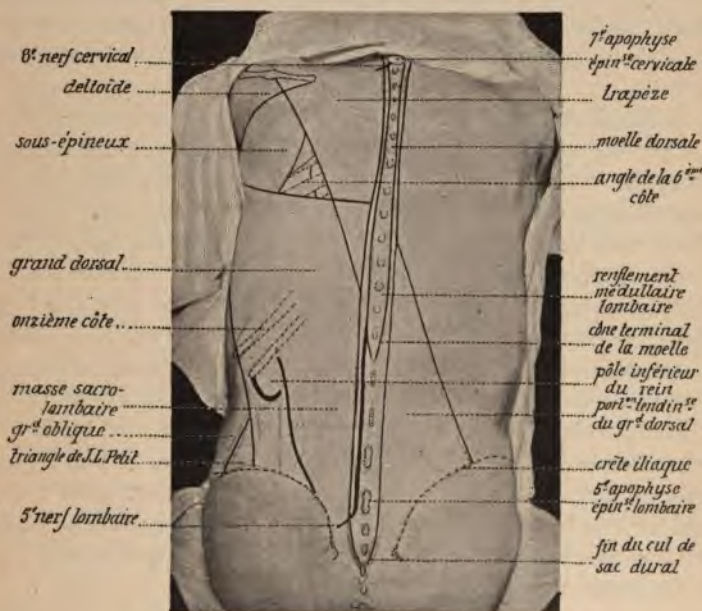 8e nerf cervical
deltoïde
sous-épineux
grand dorsal
onzième côte
masse sacro-
lombaire
grd oblique
triangle de J.L. Petit
5e nerf lombaire
7e apophyse
épinse cervicale
trapèze
moelle dorsale
angle de la 6ème
côte
renflement
médullaire
lombaire
cône terminal
de la moelle
pôle inférieur
du rein
porton tendinse
du grd dorsal
crête iliaque
5e apophyse
épinse lombaire
fin du cul de
sac dural